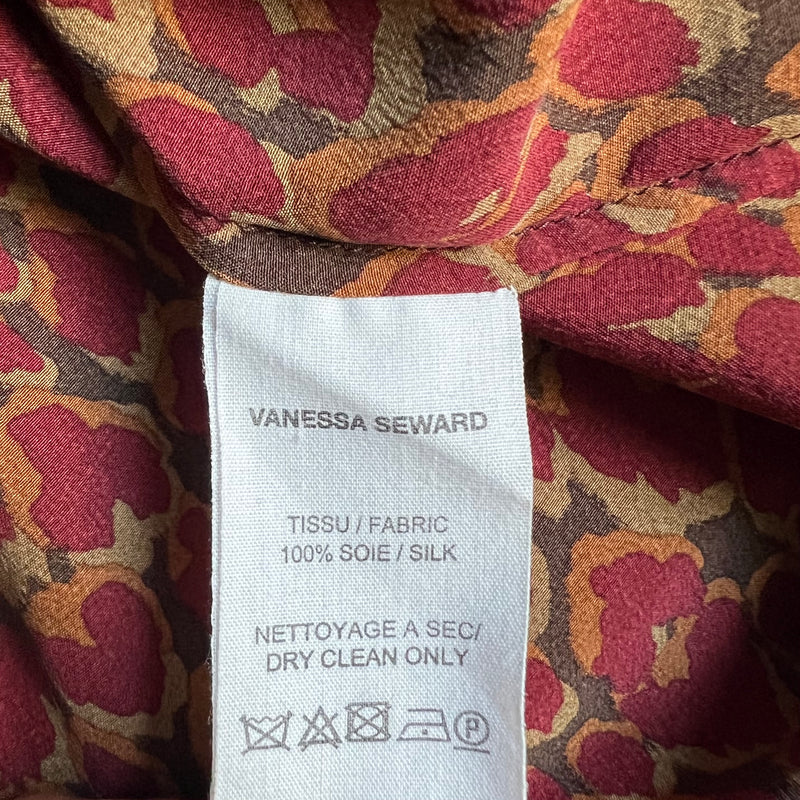 VANESSA SEWARD
TISSU / FABRIC
100% SOIE / SILK
NETTOYAGE A SEC/
DRY CLEAN ONLY
P